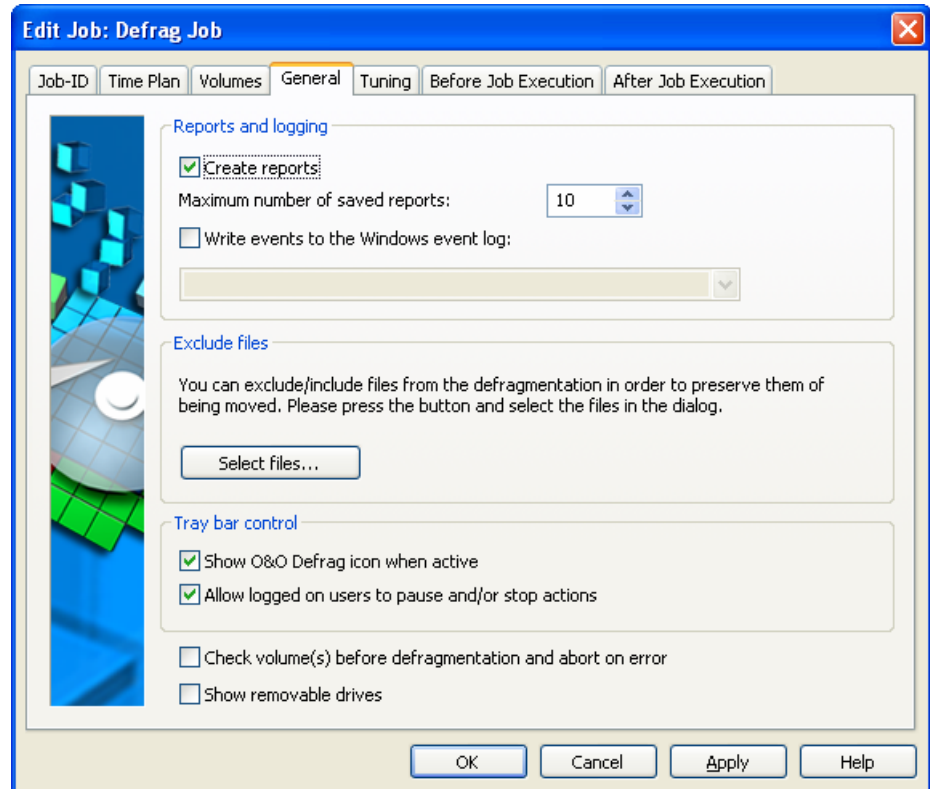 Edit Job: Defrag Job
Job-ID Time Plan Volumes General Tuning Before Job Execution After Job Execution
Reports and logging
Create reports
Maximum number of saved reports: 10
Write events to the Windows event log:
Exclude files
You can exclude/include files from the defragmentation in order to preserve them of
being moved. Please press the button and select the files in the dialog.
Select files...
Tray bar control
Show O&O Defrag icon when active
Allow logged on users to pause and/or stop actions
Check volume(s) before defragmentation and abort on error
Show removable drives
OK Cancel Apply Help